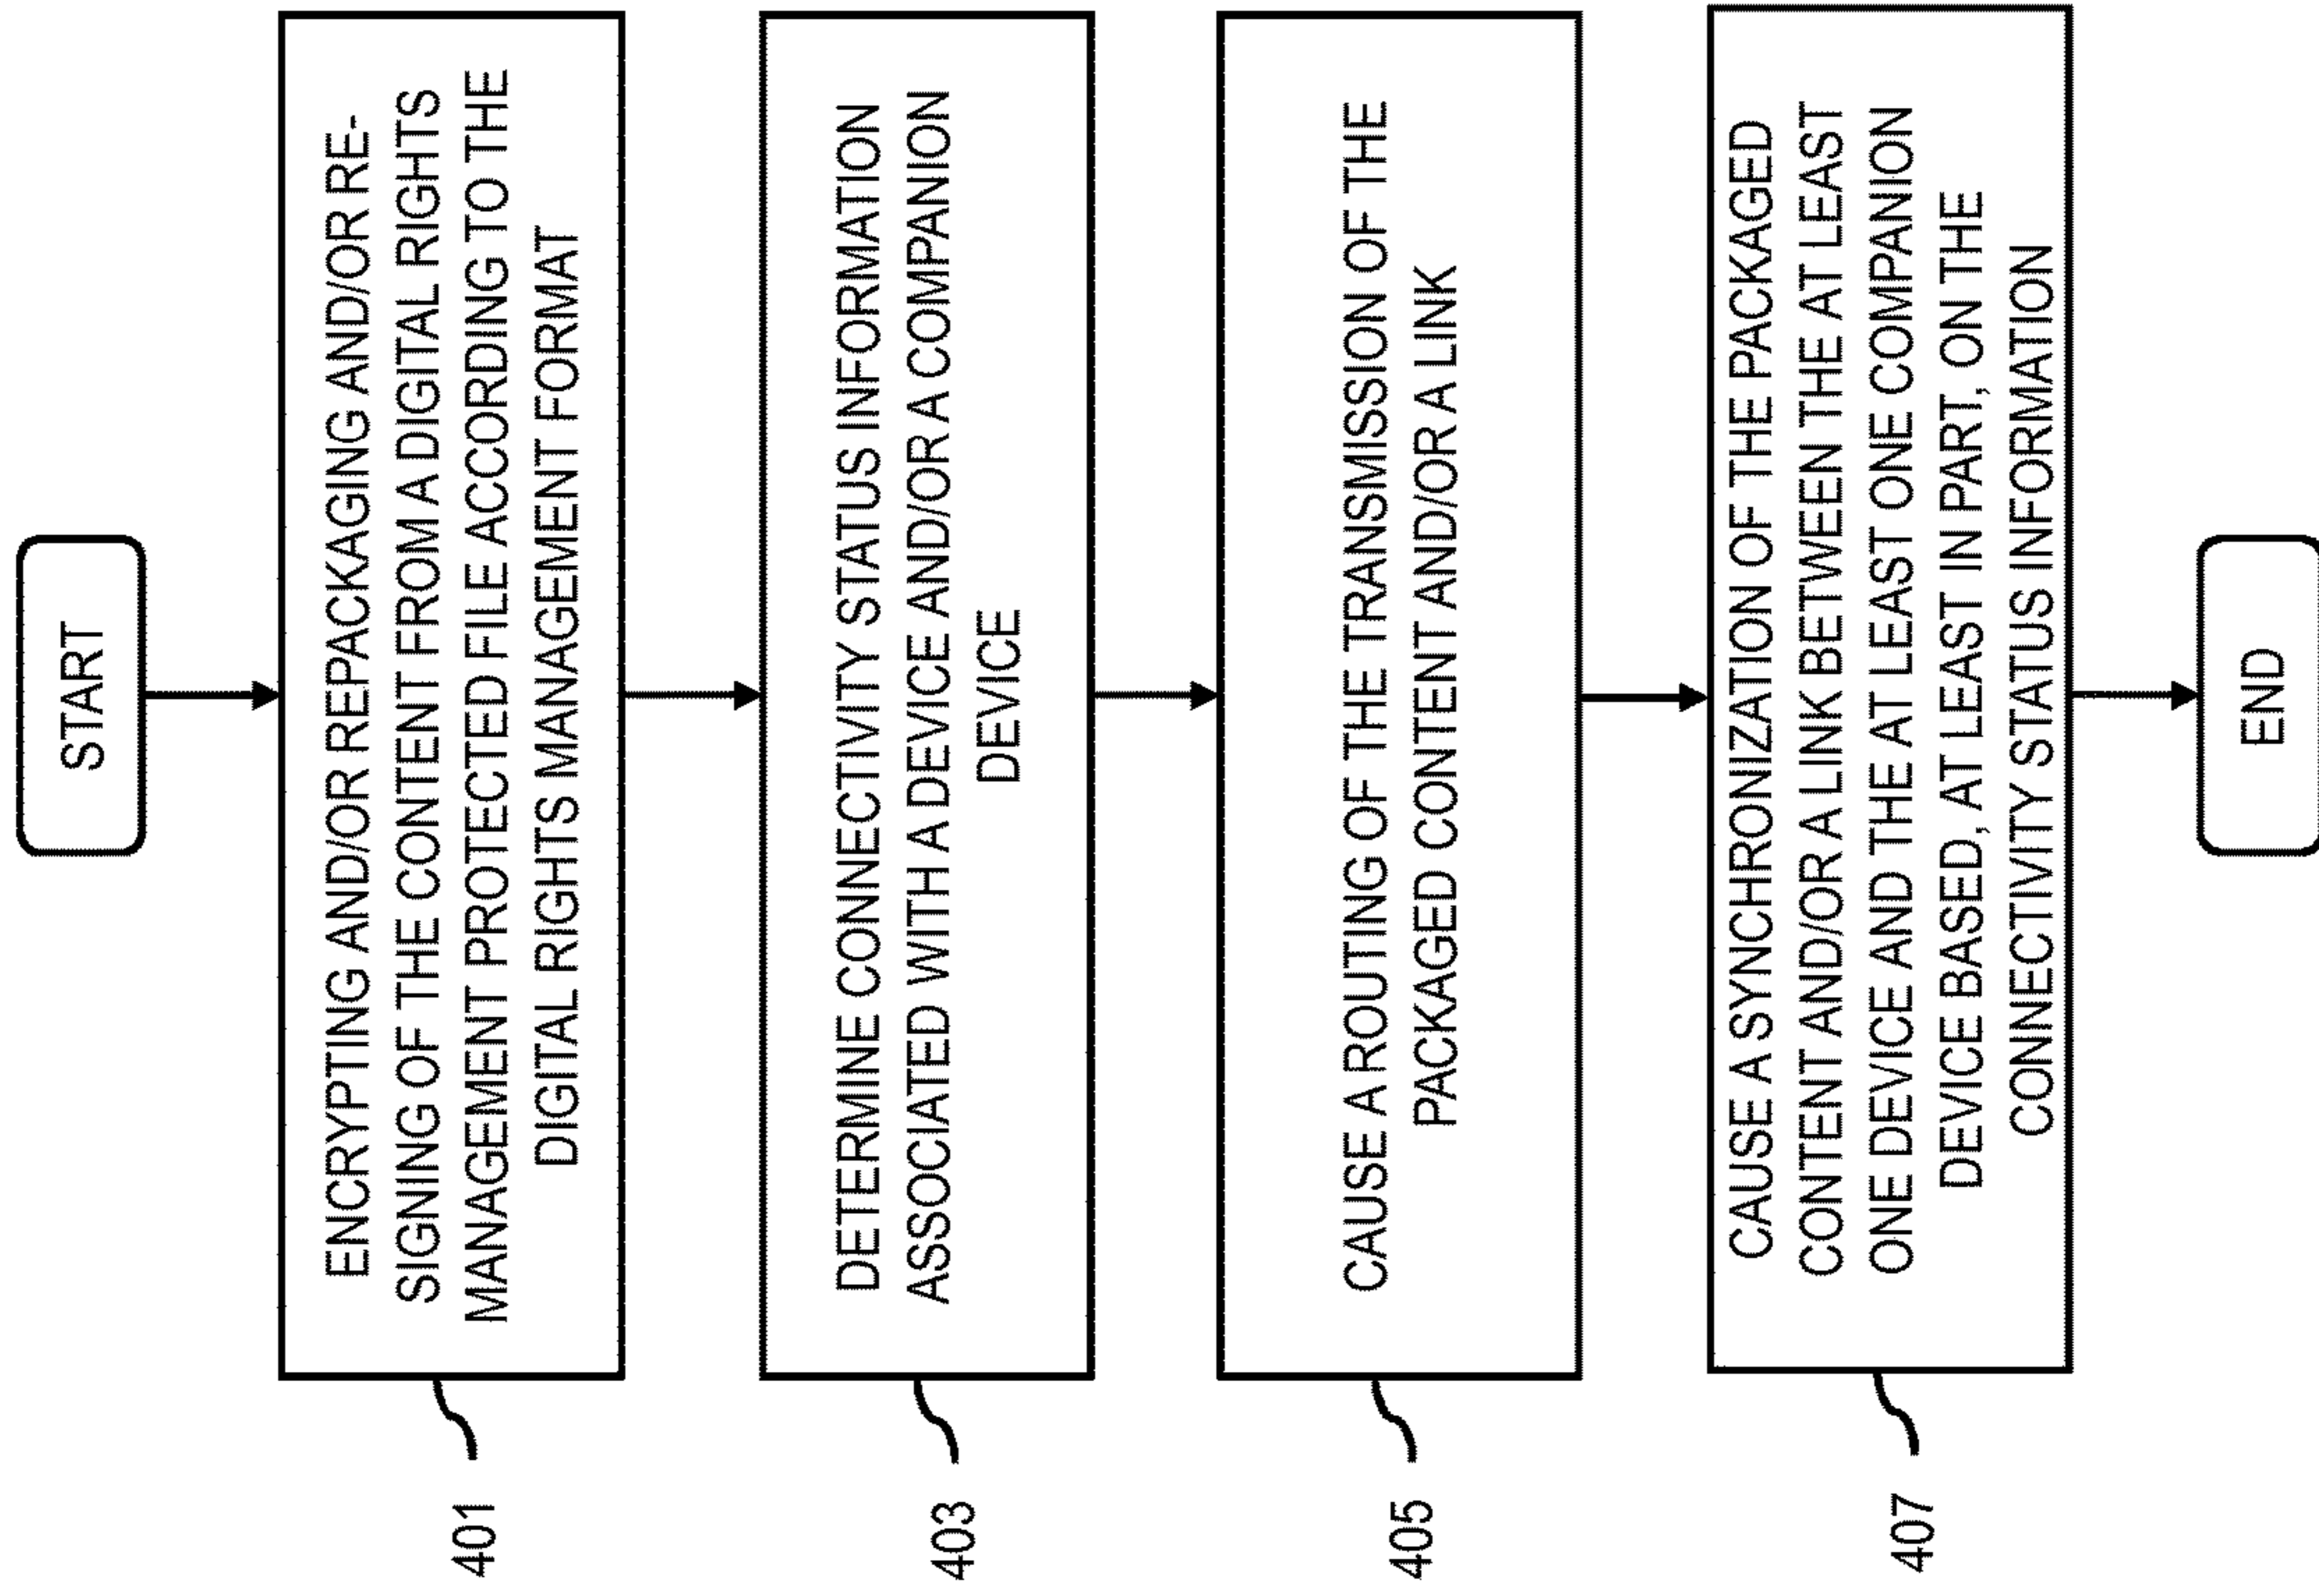 START
ENCRYPTING AND/OR REPACKAGING AND/OR RE-
SIGNING OF THE CONTENT FROM A DIGITAL RIGHTS
MANAGEMENT PROTECTED FILE ACCORDING TO THE
DIGITAL RIGHTS MANAGEMENT FORMAT
401
DETERMINE CONNECTIVITY STATUS INFORMATION
ASSOCIATED WITH A DEVICE AND/OR A COMPANION
DEVICE
403
CAUSE A ROUTING OF THE TRANSMISSION OF THE
PACKAGED CONTENT AND/OR A LINK
405
CAUSE A SYNCHRONIZATION OF THE PACKAGED
CONTENT AND/OR A LINK BETWEEN THE AT LEAST
ONE DEVICE AND THE AT LEAST ONE COMPANION
DEVICE BASED, AT LEAST IN PART, ON THE
CONNECTIVITY STATUS INFORMATION
407
END